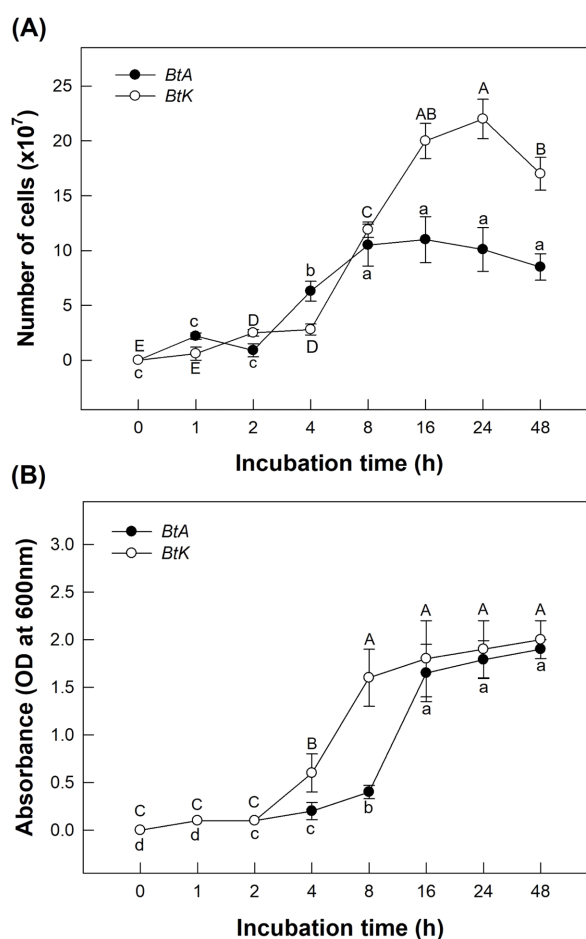 (A)
Number of cells (x10⁷)
25
20
15
10
5
0
BtA
BtK
E c
c E
D c
b D
C a
AB a
A a
B a
0 1 2 4 8 16 24 48
Incubation time (h)
(B)
Absorbance (OD at 600nm)
3.0
2.5
2.0
1.5
1.0
0.5
0.0
BtA
BtK
C d
C d
C c
B c
A b
A a
A a
A a
0 1 2 4 8 16 24 48
Incubation time (h)